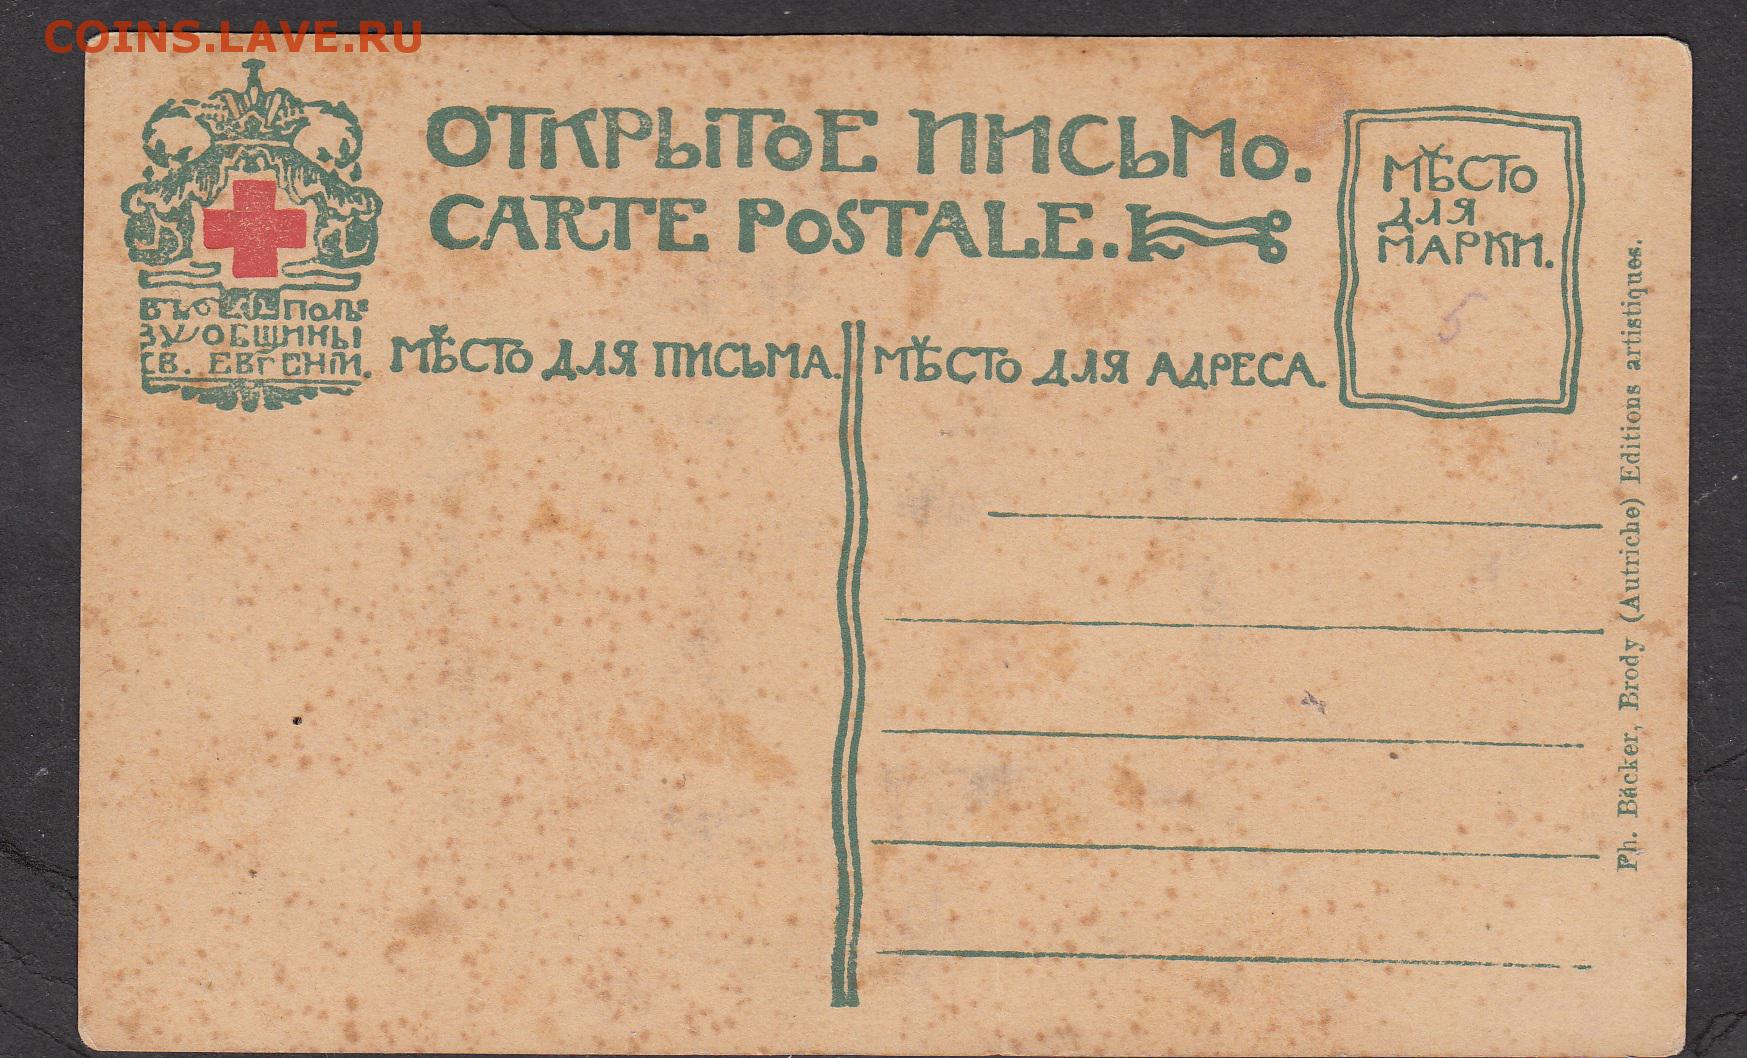 COINS.LAVE.RU
ОТКРЫТОЕ ПИСЬМО.
CARTE POSTALE.
МѢСТО
ДЛЯ
МАРКИ.
5
ВЪ ПОЛЬ
ЗУ ОБЩИНЫ
СВ. ЕВГЕНІИ.
МѢСТО ДЛЯ ПИСЬМА.
МѢСТО ДЛЯ АДРЕСА.
Ph. Bäcker, Brody (Autriche) Editions artistiques.